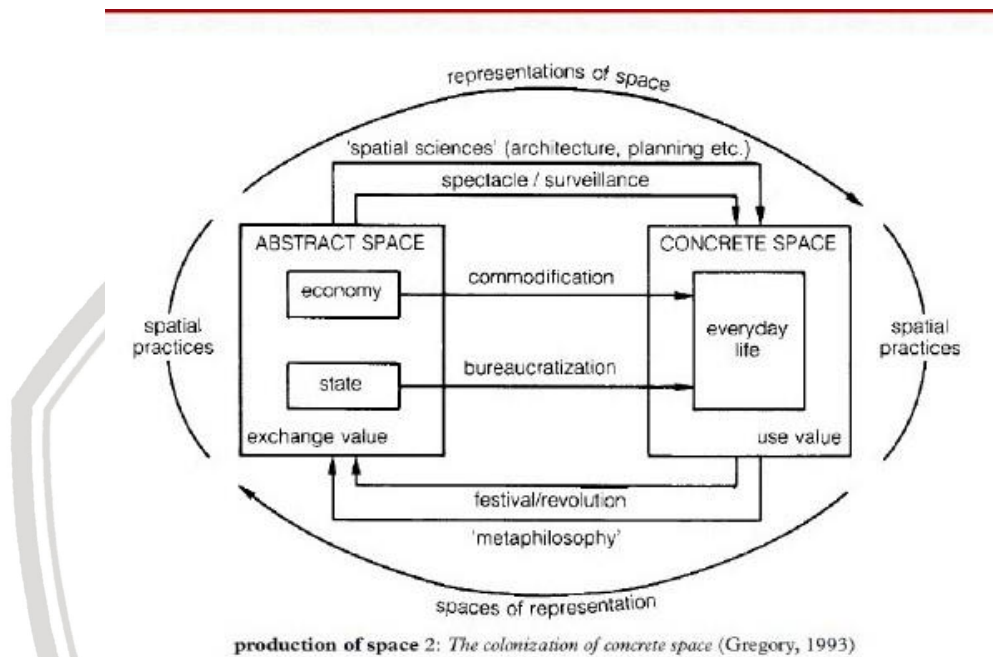 representations of space
'spatial sciences' (architecture, planning etc.)
spectacle / surveillance
ABSTRACT SPACE
CONCRETE SPACE
economy
commodification
everyday
life
spatial
practices
spatial
practices
state
bureaucratization
exchange value
use value
festival/revolution
'metaphilosophy'
spaces of representation
production of space 2: The colonization of concrete space (Gregory, 1993)